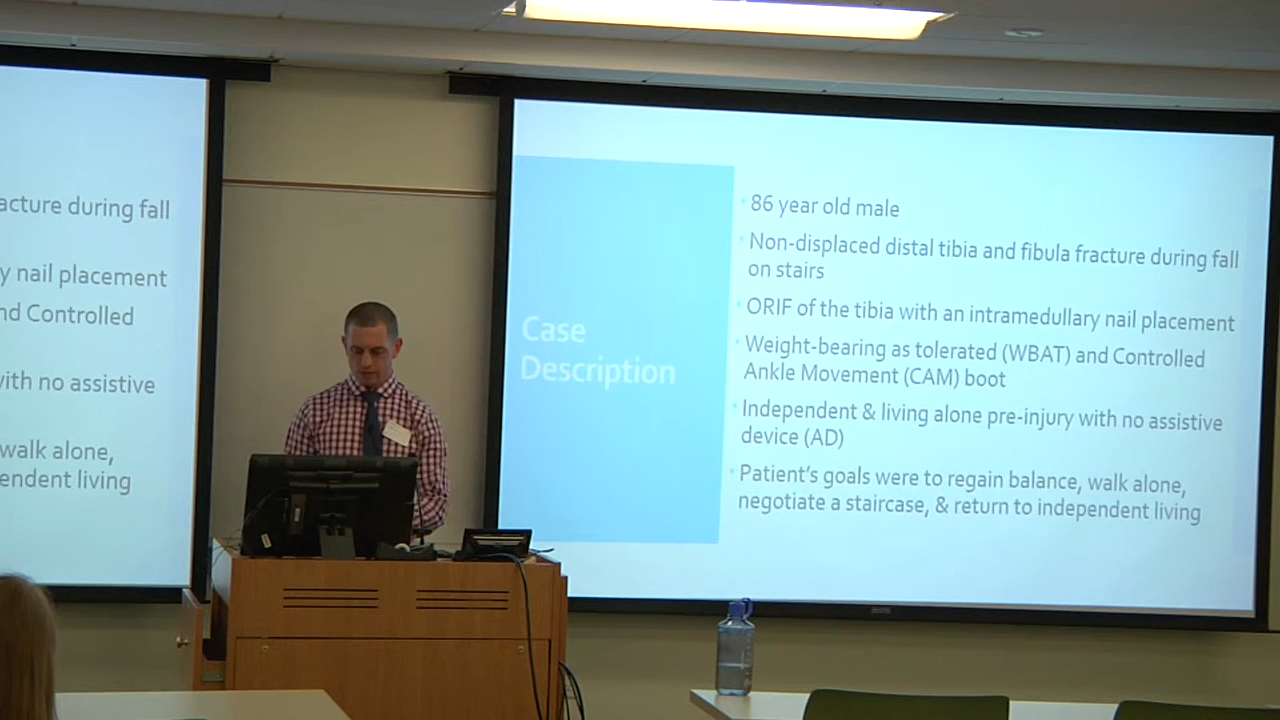 acture during fall
y nail placement
nd Controlled
with no assistive
walk alone,
endent living
Case
Description
86 year old male
Non-displaced distal tibia and fibula fracture during fall
on stairs
ORIF of the tibia with an intramedullary nail placement
Weight-bearing as tolerated (WBAT) and Controlled
Ankle Movement (CAM) boot
Independent & living alone pre-injury with no assistive
device (AD)
Patient's goals were to regain balance, walk alone,
negotiate a staircase, & return to independent living